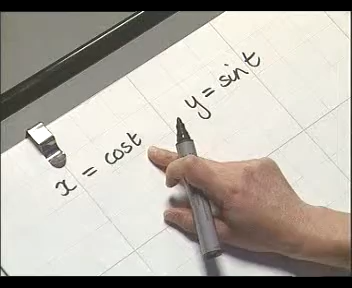 x = cost y = sint